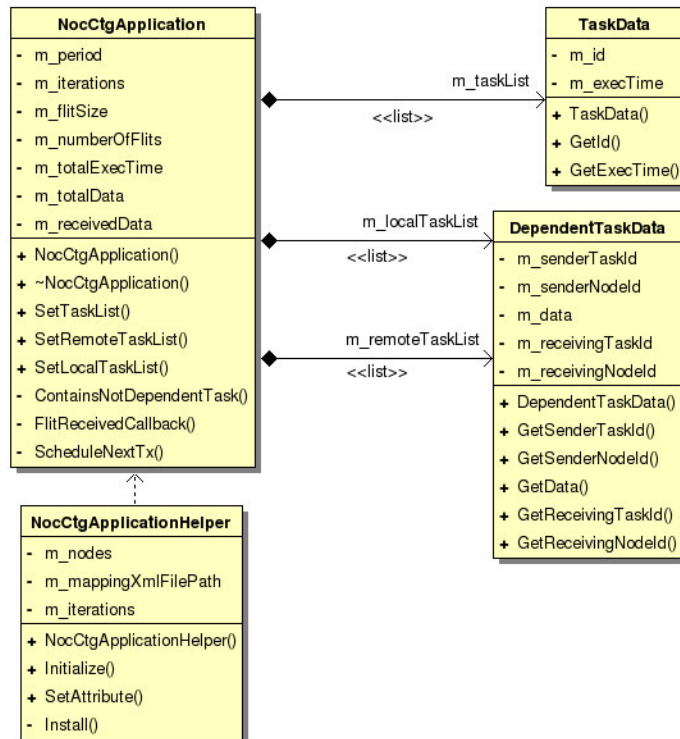 NocCtgApplication
- m_period
- m_iterations
- m_flitSize
- m_numberOfFlits
- m_totalExecTime
- m_totalData
- m_receivedData
+ NocCtgApplication()
+ ~NocCtgApplication()
+ SetTaskList()
+ SetRemoteTaskList()
+ SetLocalTaskList()
- ContainsNotDependentTask()
- FlitReceivedCallback()
- ScheduleNextTx()
m_taskList
<<list>>
TaskData
- m_id
- m_execTime
+ TaskData()
+ GetId()
+ GetExecTime()
m_localTaskList
<<list>>
m_remoteTaskList
<<list>>
DependentTaskData
- m_senderTaskId
- m_senderNodeId
- m_data
- m_receivingTaskId
- m_receivingNodeId
+ DependentTaskData()
+ GetSenderTaskId()
+ GetSenderNodeId()
+ GetData()
+ GetReceivingTaskId()
+ GetReceivingNodeId()
NocCtgApplicationHelper
- m_nodes
- m_mappingXmlFilePath
- m_iterations
+ NocCtgApplicationHelper()
+ Initialize()
+ SetAttribute()
- Install()